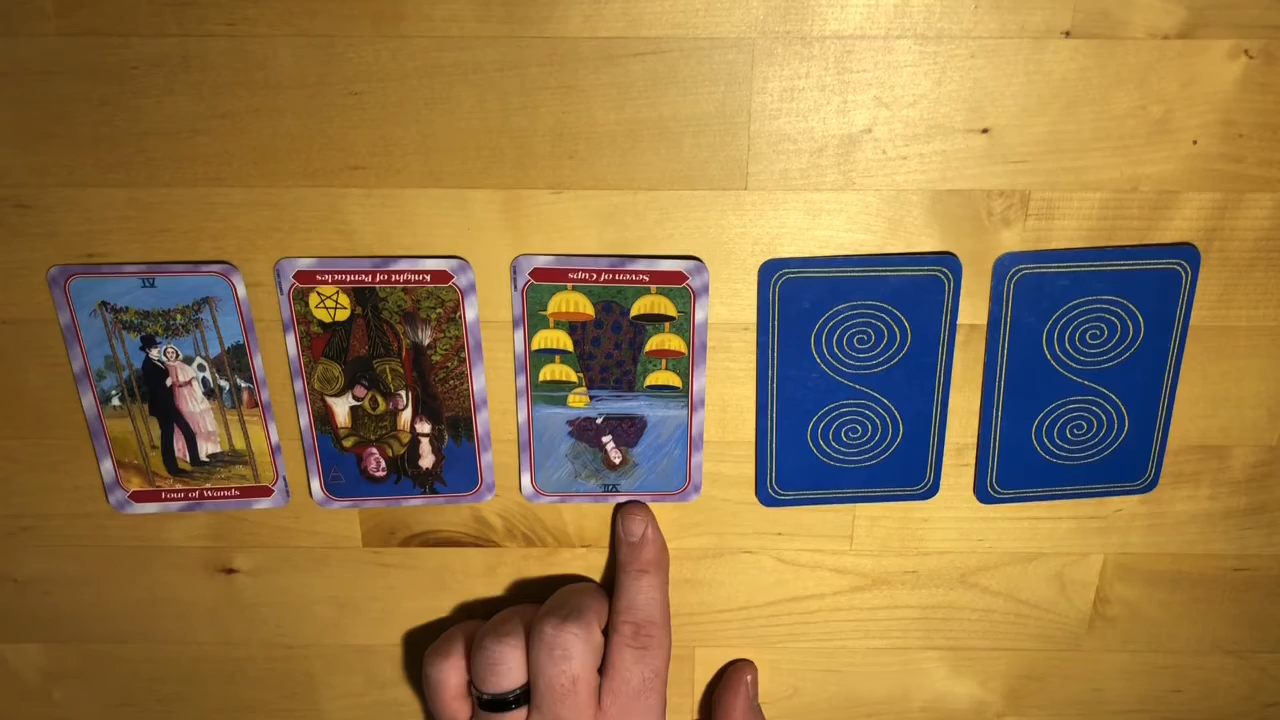 IV
Four of Wands
Knight of Pentacles
Seven of Cups
VII